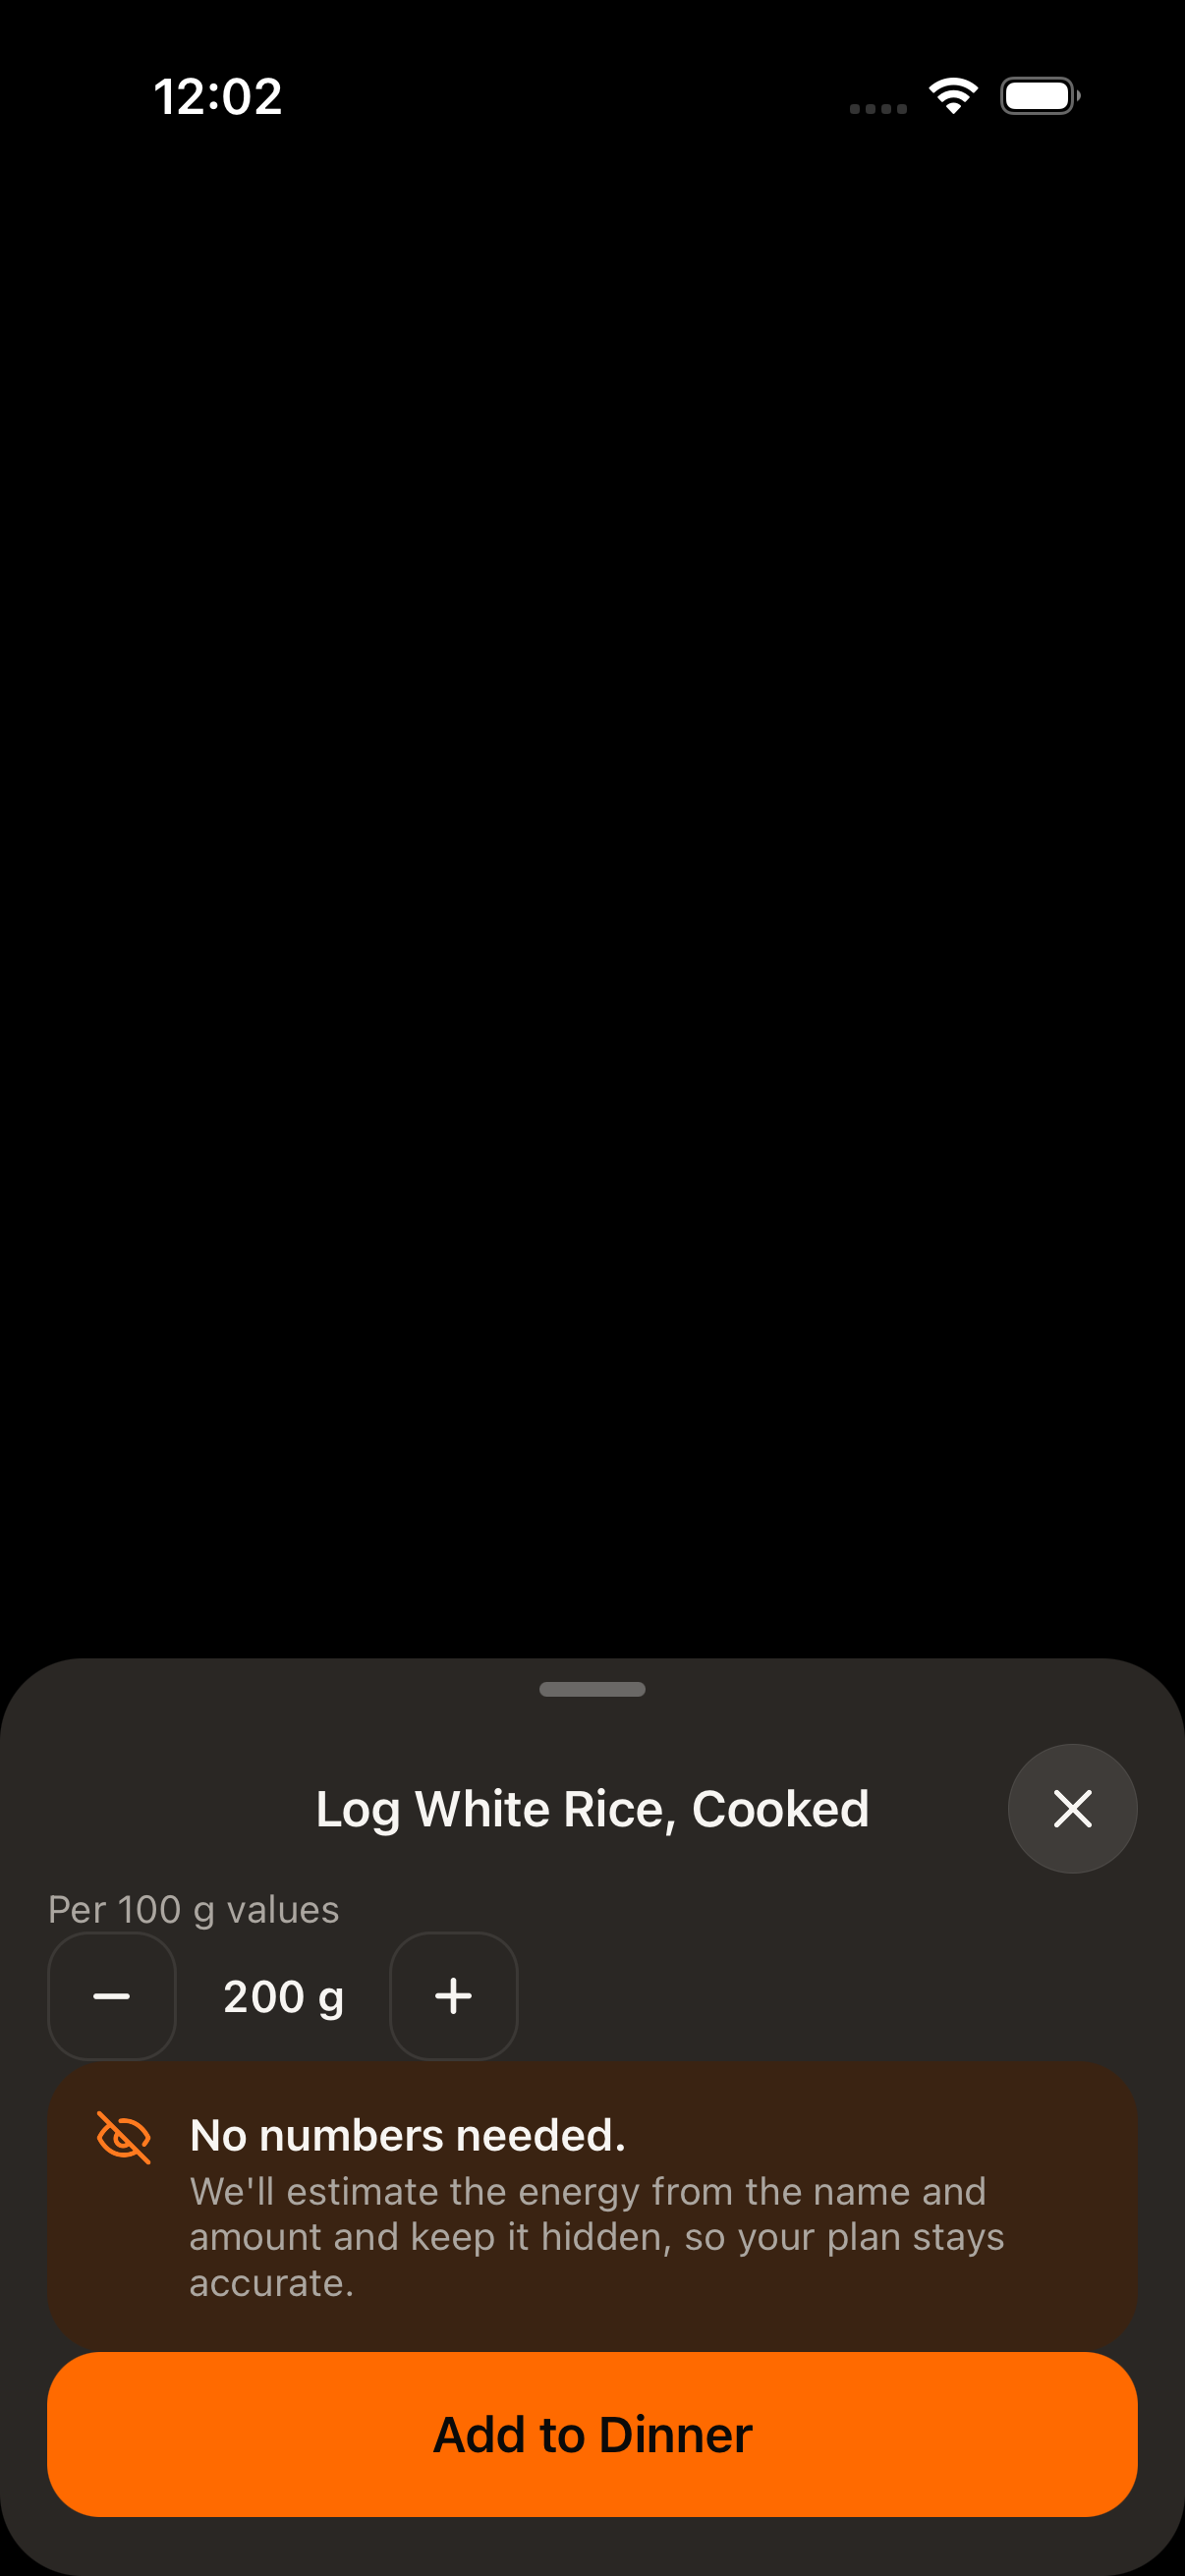 12:02
Log White Rice, Cooked
Per 100 g values
200 g
No numbers needed.
We'll estimate the energy from the name and
amount and keep it hidden, so your plan stays
accurate.
Add to Dinner